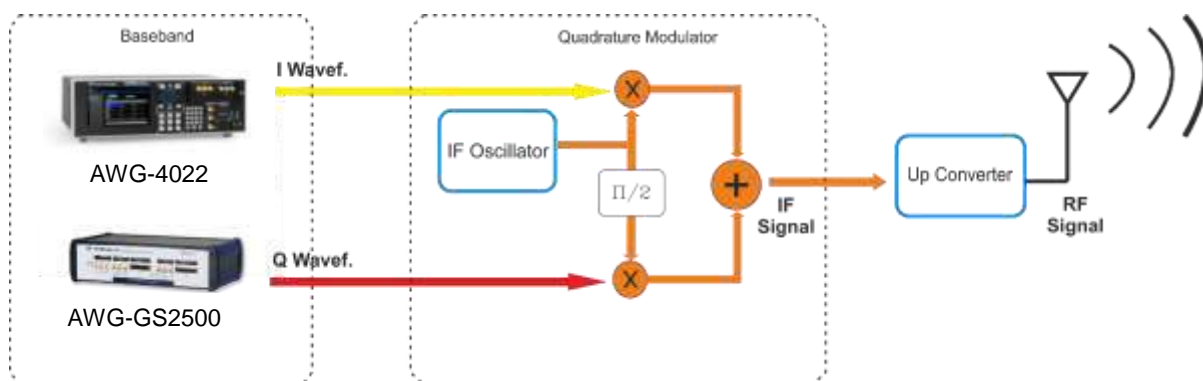 Baseband
Quadrature Modulator
I Wavef.
X
IF Oscillator
AWG-4022
Π/2
+
Up Converter
IF
Signal
RF
Signal
Q Wavef.
X
AWG-GS2500